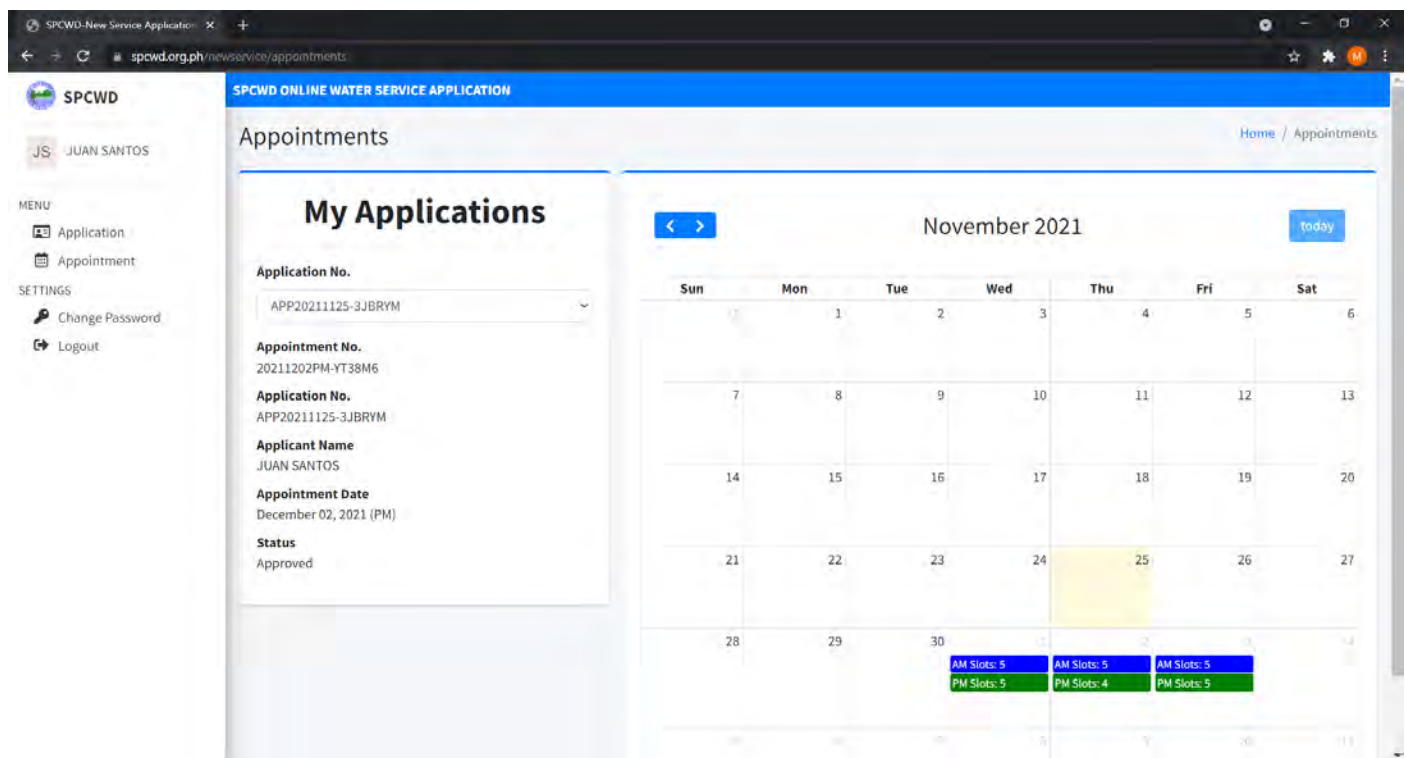 SPCWD-New Service Application
spcwd.org.ph/newservice/appointments
SPCWD
SPCWD ONLINE WATER SERVICE APPLICATION
JS JUAN SANTOS
Appointments
Home / Appointments
MENU
Application
Appointment
SETTINGS
Change Password
Logout
My Applications
Application No.
APP20211125-3JBRYM
Appointment No.
20211202PM-YT38M6
Application No.
APP20211125-3JBRYM
Applicant Name
JUAN SANTOS
Appointment Date
December 02, 2021 (PM)
Status
Approved
November 2021
today
Sun Mon Tue Wed Thu Fri Sat
1 2 3 4 5 6
7 8 9 10 11 12 13
14 15 16 17 18 19 20
21 22 23 24 25 26 27
28 29 30
AM Slots: 5 AM Slots: 5 AM Slots: 5
PM Slots: 5 PM Slots: 4 PM Slots: 5